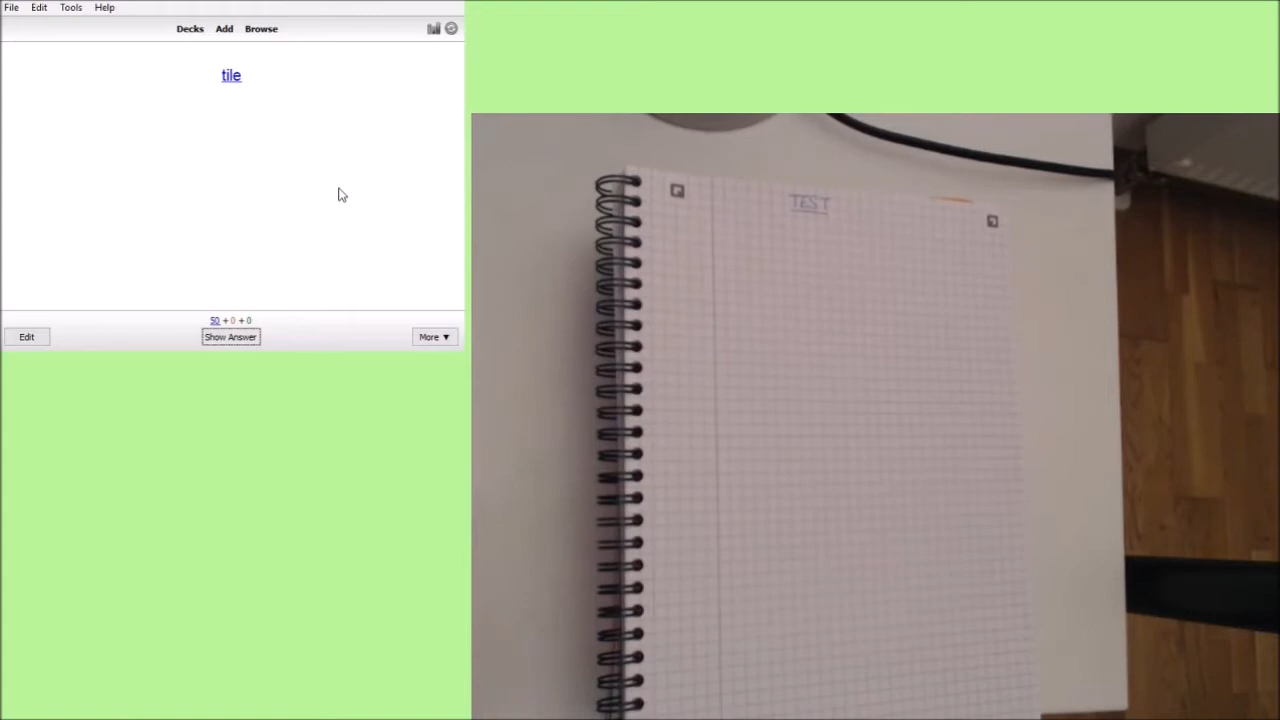 File Edit Tools Help
Decks Add Browse
tile
50 + 0 + 0
Edit Show Answer More ▼
TEST